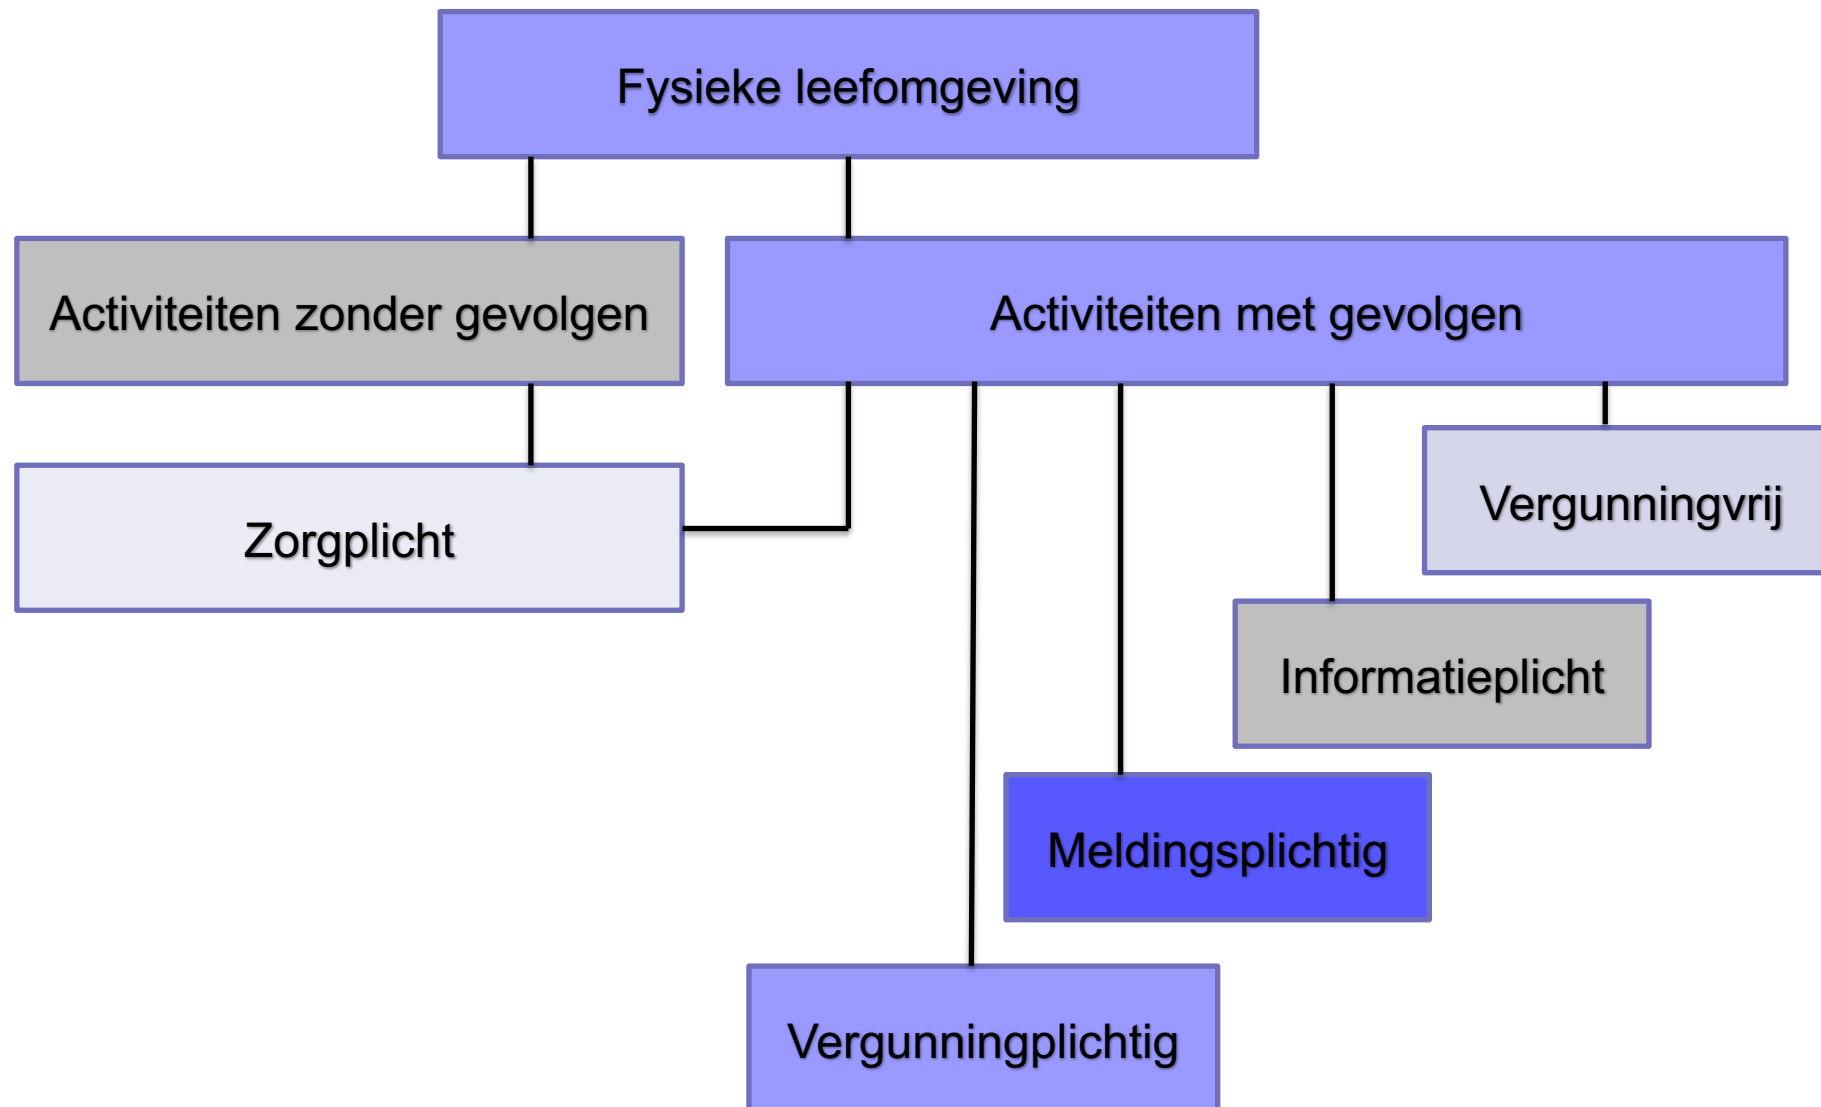 Fysieke leefomgeving
Activiteiten zonder gevolgen
Activiteiten met gevolgen
Zorgplicht
Vergunningvrij
Informatieplicht
Meldingsplichtig
Vergunningplichtig